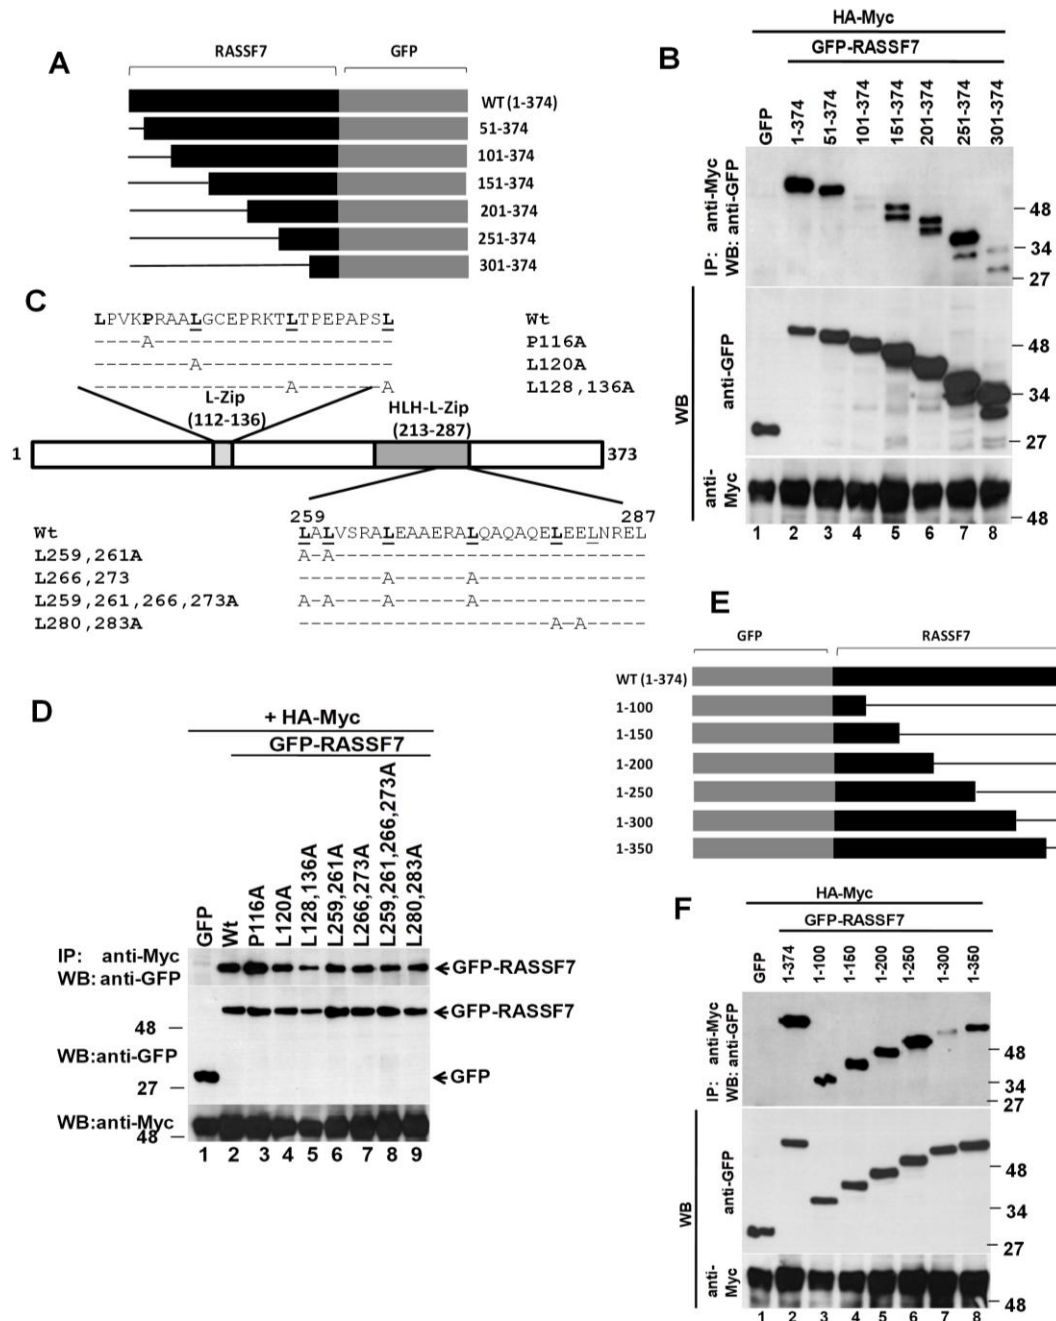 A
RASSF7 GFP
WT (1-374)
51-374
101-374
151-374
201-374
251-374
301-374
B
HA-Myc
GFP-RASSF7
GFP 1-374 51-374 101-374 151-374 201-374 251-374 301-374
IP: anti-Myc
WB: anti-GFP
48
34
27
WB
anti-GFP
48
34
27
anti-Myc
48
1 2 3 4 5 6 7 8
C
LPVKPRAALGCEPRKTLTPEPAPSL Wt
----A-------------------- P116A
--------A---------------- L120A
----------------A-------A L128,136A
L-Zip
(112-136)
HLH-L-Zip
(213-287)
1 373
259 287
Wt LALVSRALEAAERALQAQAQELEELNREL
L259,261A A-A--------------------------
L266,273 -------A------A--------------
L259,261,266,273A A-A----A------A--------------
L280,283A ---------------------A-A-----
D
+ HA-Myc
GFP-RASSF7
GFP Wt P116A L120A L128,136A L259,261A L266,273A L259,261,266,273A L280,283A
IP: anti-Myc
WB: anti-GFP
GFP-RASSF7
GFP-RASSF7
48
WB:anti-GFP
GFP
27
WB:anti-Myc
48
1 2 3 4 5 6 7 8 9
E
GFP RASSF7
WT (1-374)
1-100
1-150
1-200
1-250
1-300
1-350
F
HA-Myc
GFP-RASSF7
GFP 1-374 1-100 1-150 1-200 1-250 1-300 1-350
IP: anti-Myc
WB: anti-GFP
48
34
27
WB
anti-GFP
48
34
27
anti-Myc
48
1 2 3 4 5 6 7 8